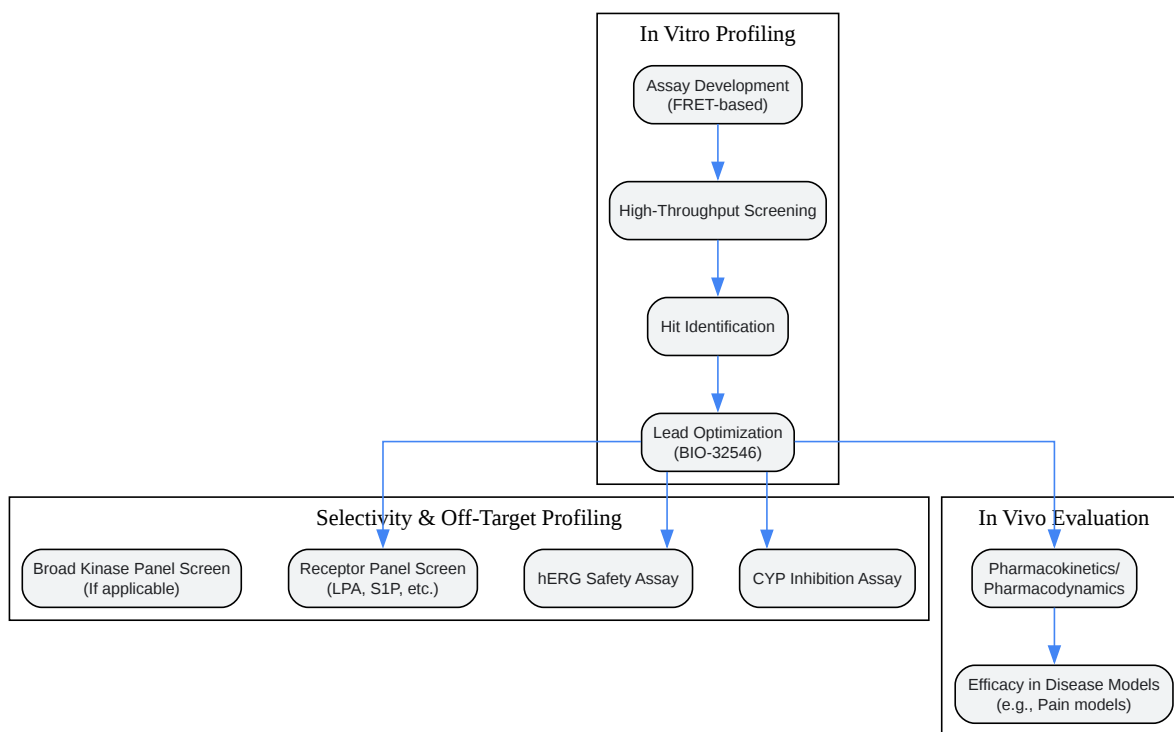 In Vitro Profiling
Assay Development
(FRET-based)
High-Throughput Screening
Hit Identification
Lead Optimization
(BIO-32546)
Selectivity & Off-Target Profiling
Broad Kinase Panel Screen
(If applicable)
Receptor Panel Screen
(LPA, S1P, etc.)
hERG Safety Assay
CYP Inhibition Assay
In Vivo Evaluation
Pharmacokinetics/
Pharmacodynamics
Efficacy in Disease Models
(e.g., Pain models)